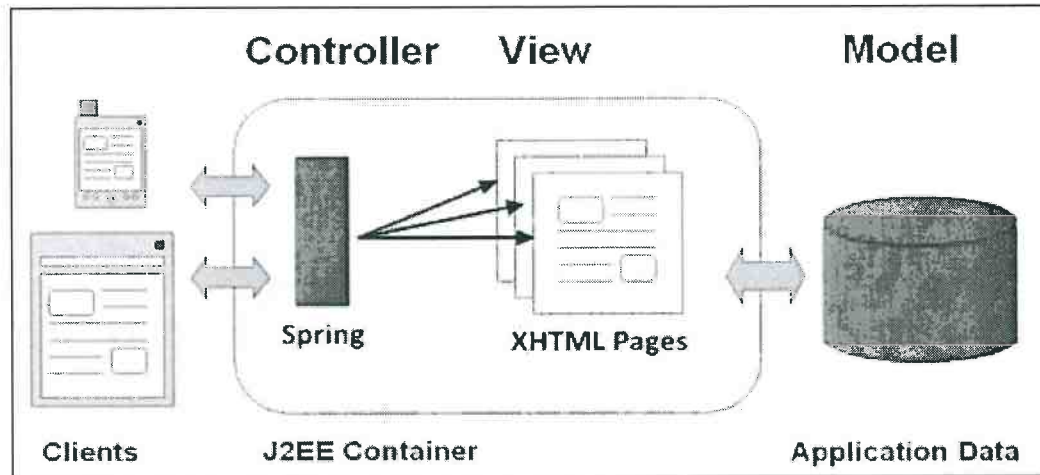 Controller View Model
Spring
XHTML Pages
Clients
J2EE Container
Application Data